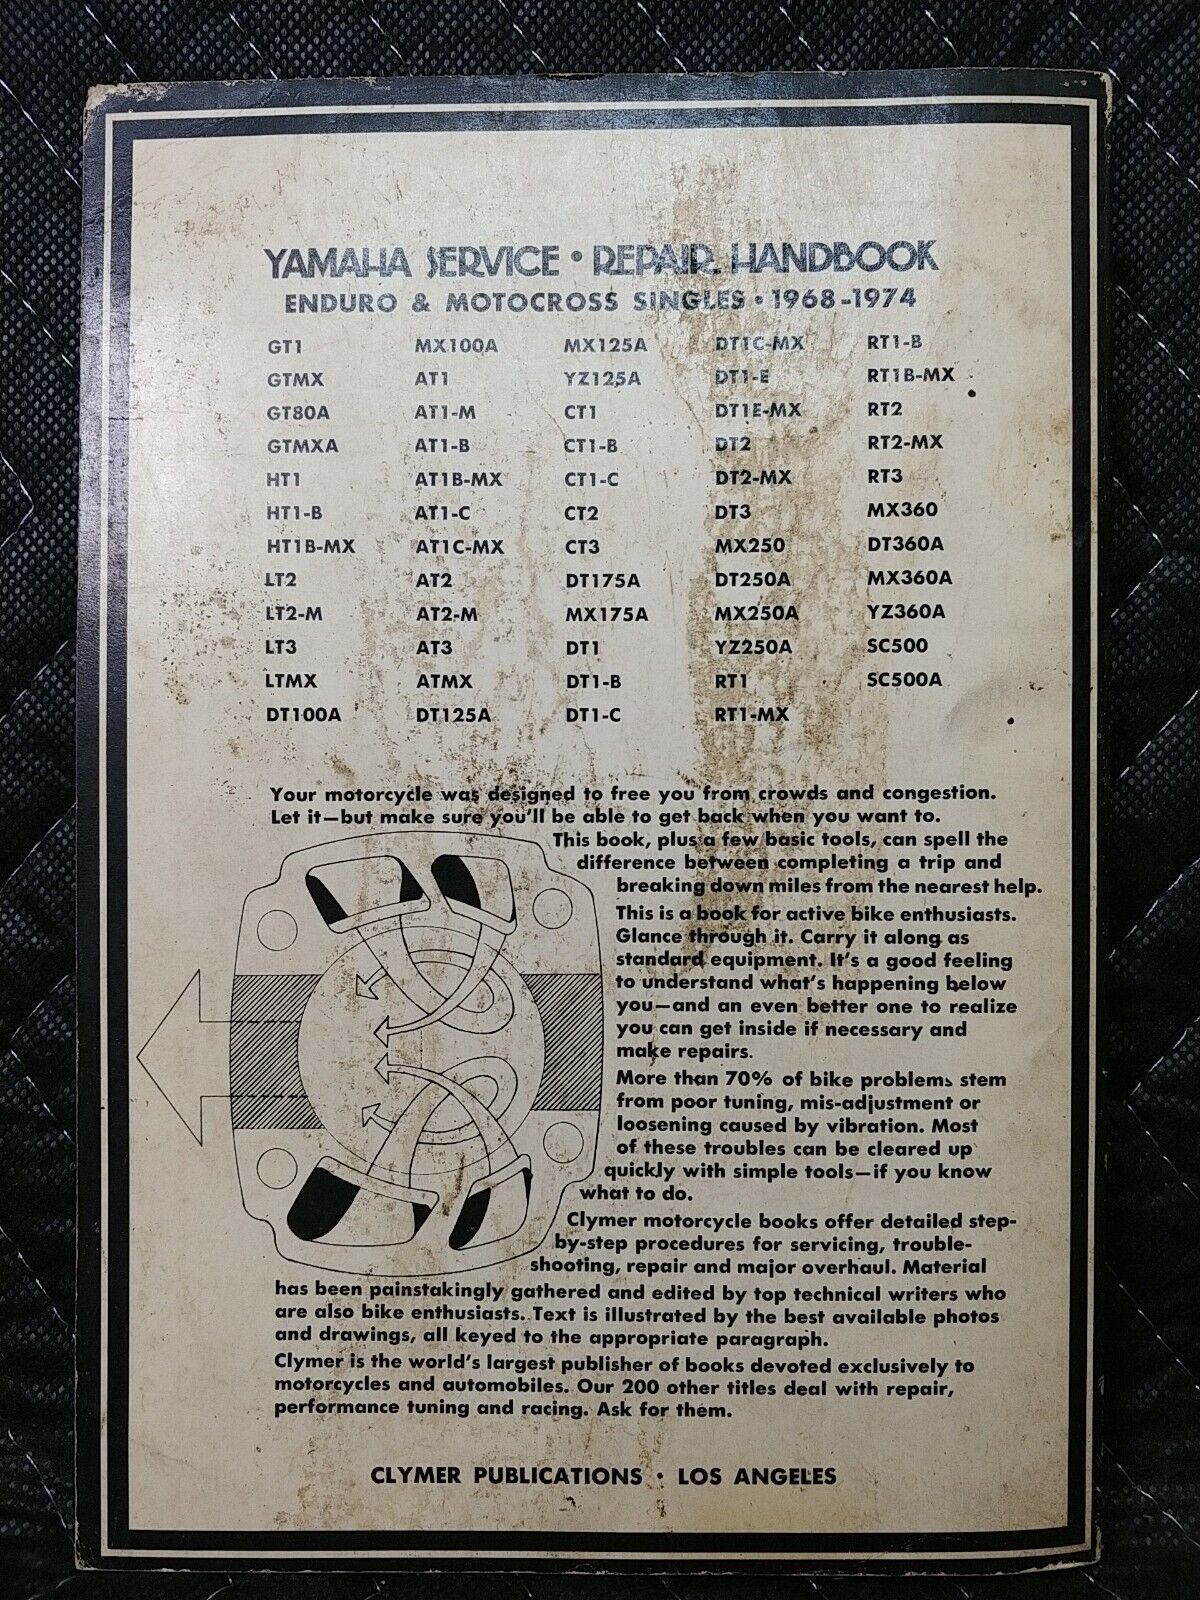 YAMAHA SERVICE • REPAIR HANDBOOK
ENDURO & MOTOCROSS SINGLES • 1968-1974
GT1 MX100A MX125A DT1C-MX RT1-B
GTMX AT1 YZ125A DT1-E RT1B-MX
GT80A AT1-M CT1 DT1E-MX RT2
GTMXA AT1-B CT1-B DT2 RT2-MX
HT1 AT1B-MX CT1-C DT2-MX RT3
HT1-B AT1-C CT2 DT3 MX360
HT1B-MX AT1C-MX CT3 MX250 DT360A
LT2 AT2 DT175A DT250A MX360A
LT2-M AT2-M MX175A MX250A YZ360A
LT3 AT3 DT1 YZ250A SC500
LTMX ATMX DT1-B RT1 SC500A
DT100A DT125A DT1-C RT1-MX
Your motorcycle was designed to free you from crowds and congestion.
Let it—but make sure you'll be able to get back when you want to.
This book, plus a few basic tools, can spell the
difference between completing a trip and
breaking down miles from the nearest help.
This is a book for active bike enthusiasts.
Glance through it. Carry it along as
standard equipment. It's a good feeling
to understand what's happening below
you—and an even better one to realize
you can get inside if necessary and
make repairs.
More than 70% of bike problems stem
from poor tuning, mis-adjustment or
loosening caused by vibration. Most
of these troubles can be cleared up
quickly with simple tools—if you know
what to do.
Clymer motorcycle books offer detailed step-
by-step procedures for servicing, trouble-
shooting, repair and major overhaul. Material
has been painstakingly gathered and edited by top technical writers who
are also bike enthusiasts. Text is illustrated by the best available photos
and drawings, all keyed to the appropriate paragraph.
Clymer is the world's largest publisher of books devoted exclusively to
motorcycles and automobiles. Our 200 other titles deal with repair,
performance tuning and racing. Ask for them.
CLYMER PUBLICATIONS • LOS ANGELES